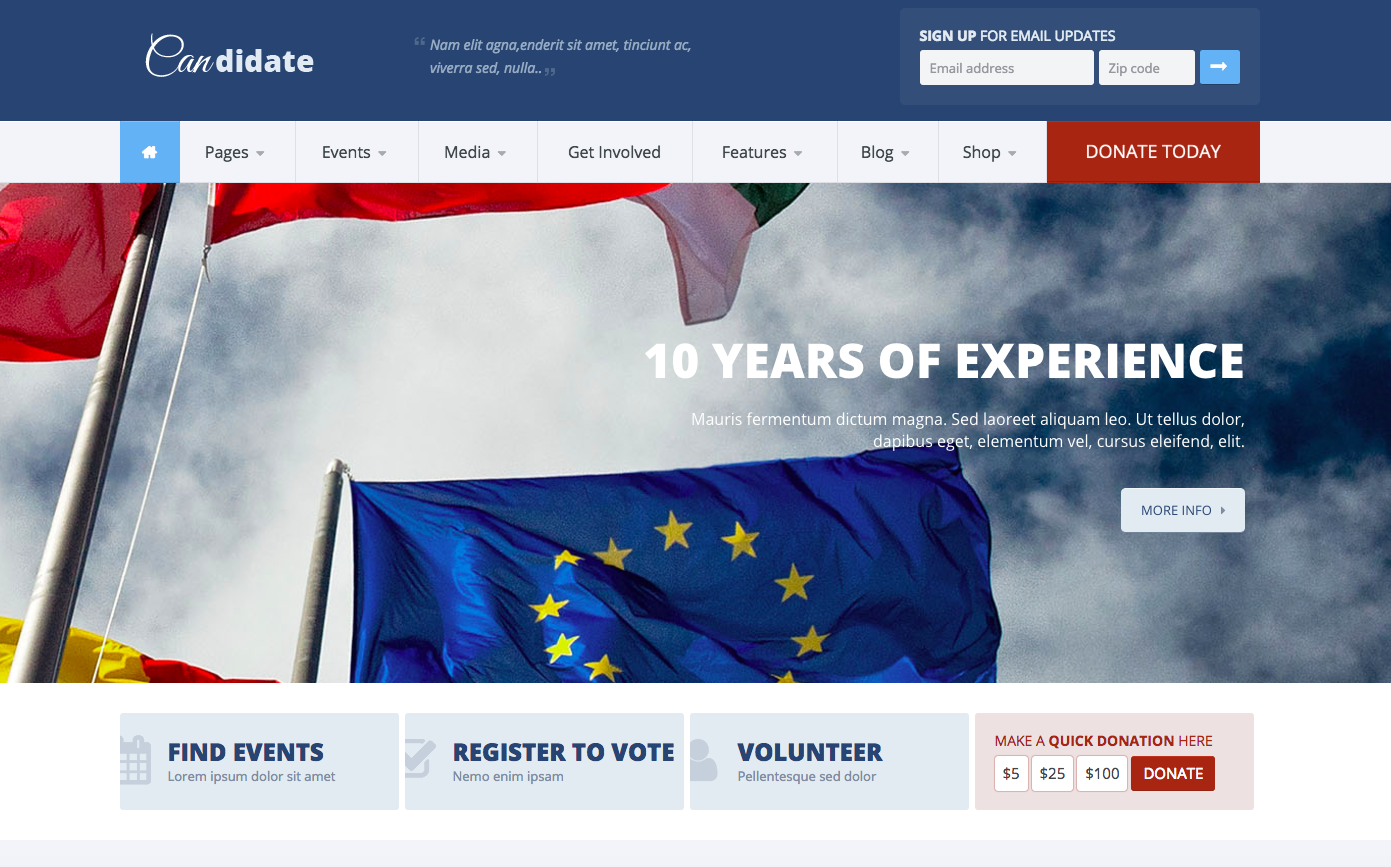 Candidate
“ Nam elit agna,enderit sit amet, tinciunt ac,
viverra sed, nulla.. ”
SIGN UP FOR EMAIL UPDATES
Email address Zip code
Pages Events Media Get Involved Features Blog Shop DONATE TODAY
10 YEARS OF EXPERIENCE
Mauris fermentum dictum magna. Sed laoreet aliquam leo. Ut tellus dolor,
dapibus eget, elementum vel, cursus eleifend, elit.
MORE INFO
FIND EVENTS
Lorem ipsum dolor sit amet
REGISTER TO VOTE
Nemo enim ipsam
VOLUNTEER
Pellentesque sed dolor
MAKE A QUICK DONATION HERE
$5 $25 $100 DONATE